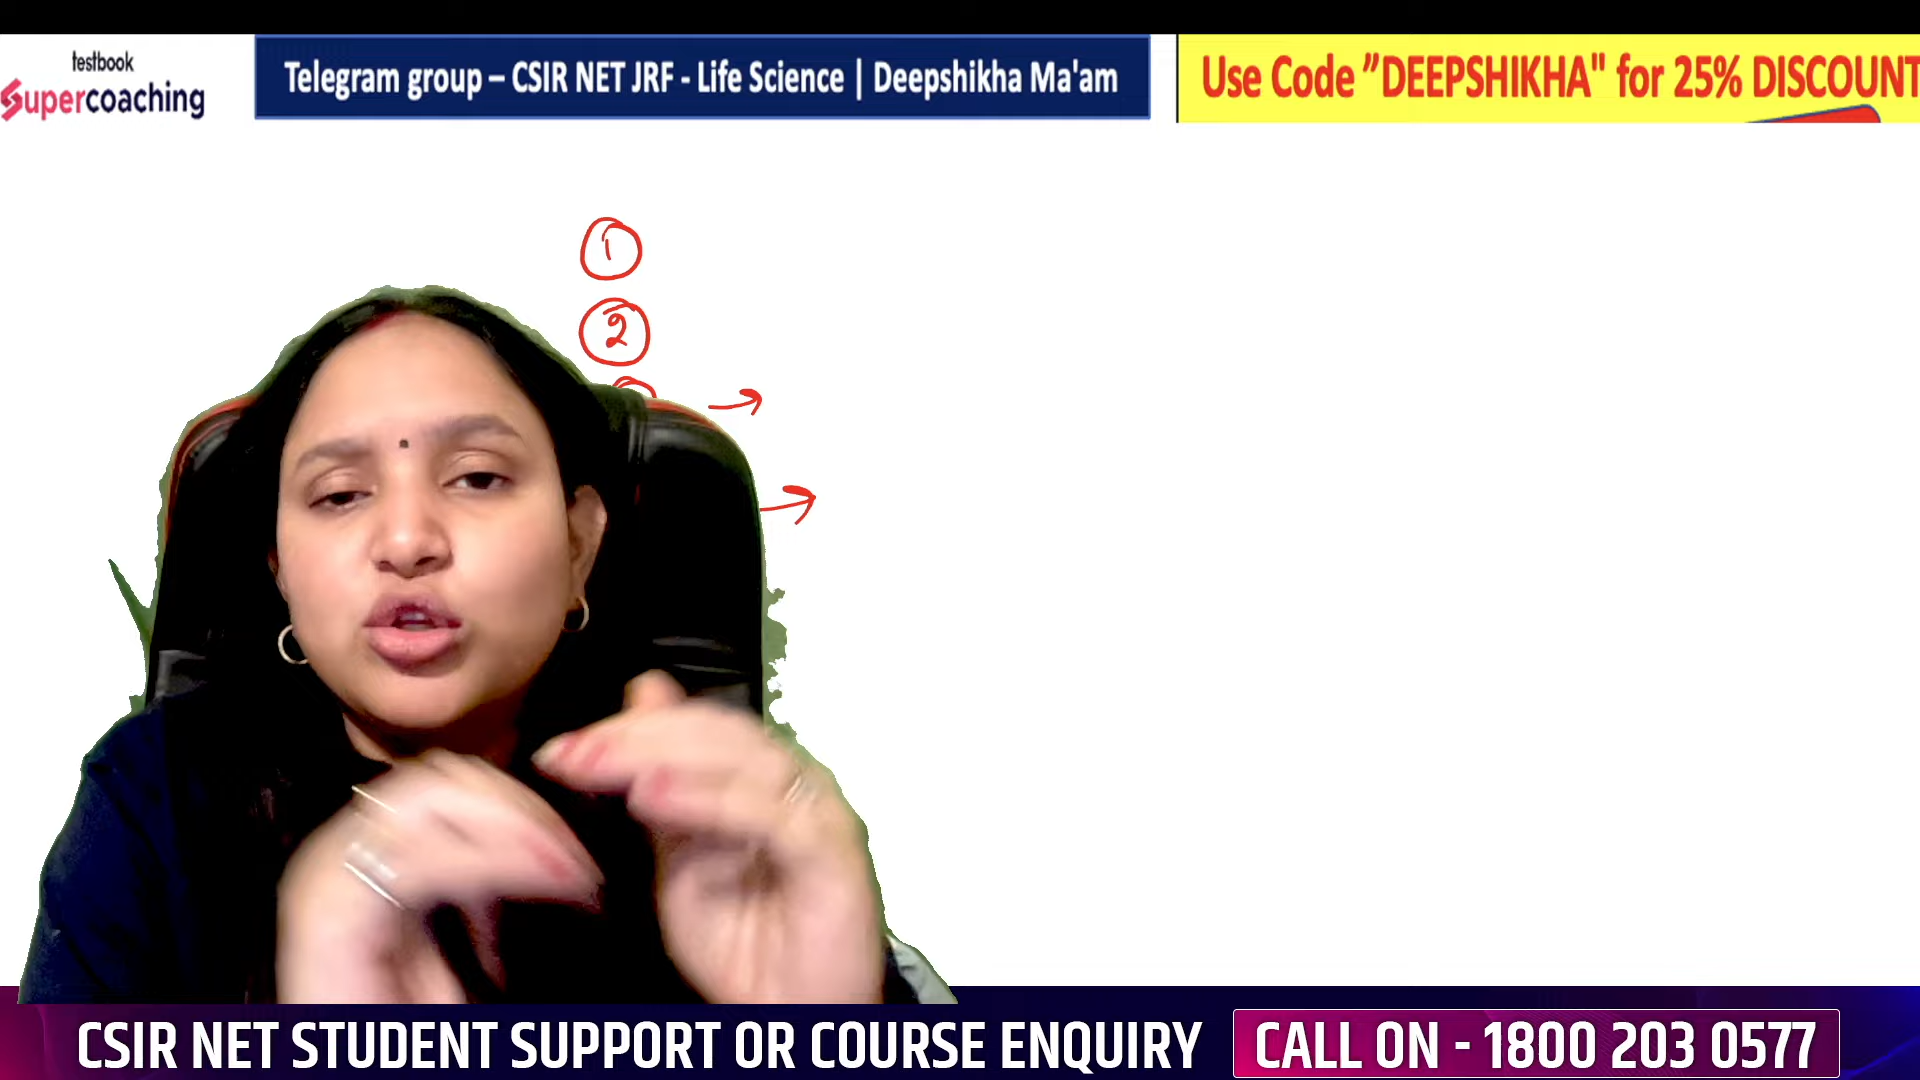 testbook
Supercoaching
Telegram group – CSIR NET JRF - Life Science | Deepshikha Ma'am
Use Code ”DEEPSHIKHA" for 25% DISCOUNT
1
2
CSIR NET STUDENT SUPPORT OR COURSE ENQUIRY
CALL ON - 1800 203 0577